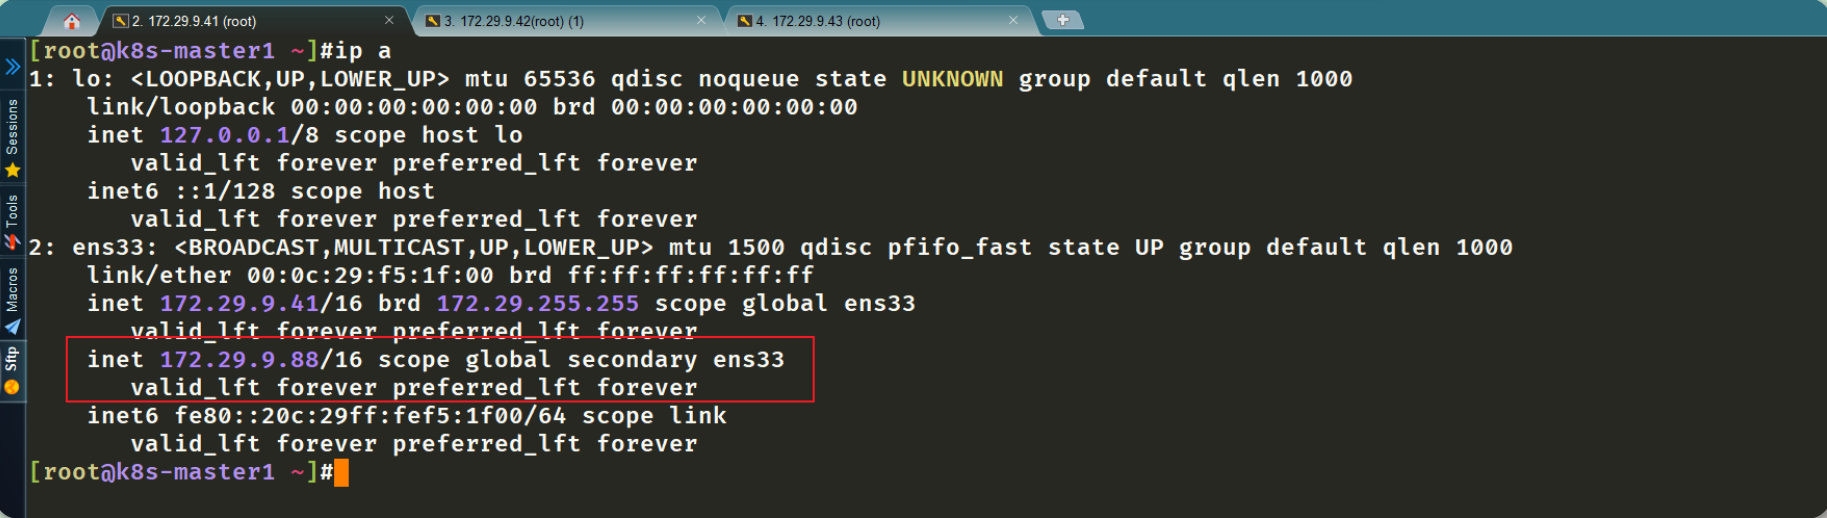 2. 172.29.9.41 (root)
3. 172.29 9.42(root) (1)
4. 172.29.9.43 (root)
Sessions
Tools
Macros
Sftp
[root@k8s-master1 ~]#ip a
1: lo: <LOOPBACK,UP,LOWER_UP> mtu 65536 qdisc noqueue state UNKNOWN group default qlen 1000
    link/loopback 00:00:00:00:00:00 brd 00:00:00:00:00:00
    inet 127.0.0.1/8 scope host lo
       valid_lft forever preferred_lft forever
    inet6 ::1/128 scope host
       valid_lft forever preferred_lft forever
2: ens33: <BROADCAST,MULTICAST,UP,LOWER_UP> mtu 1500 qdisc pfifo_fast state UP group default qlen 1000
    link/ether 00:0c:29:f5:1f:00 brd ff:ff:ff:ff:ff:ff
    inet 172.29.9.41/16 brd 172.29.255.255 scope global ens33
       valid_lft forever preferred_lft forever
    inet 172.29.9.88/16 scope global secondary ens33
       valid_lft forever preferred_lft forever
    inet6 fe80::20c:29ff:fef5:1f00/64 scope link
       valid_lft forever preferred_lft forever
[root@k8s-master1 ~]#